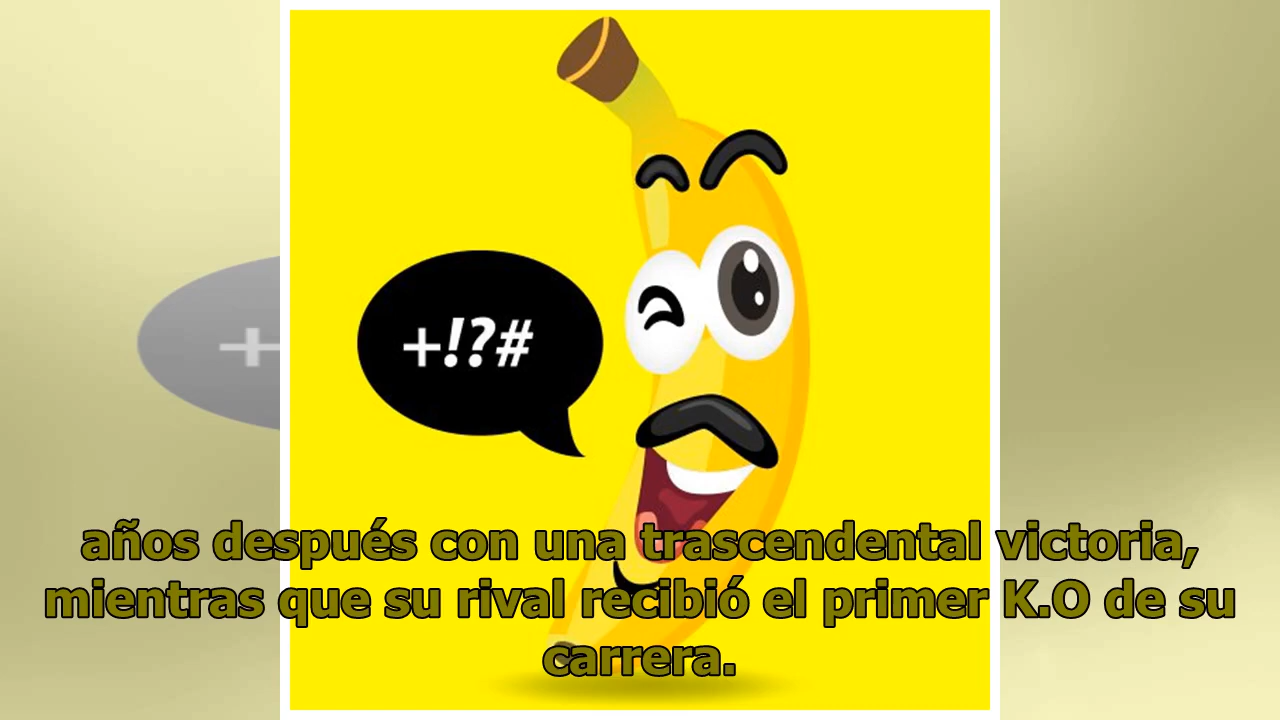 +!?#
+
años después con una trascendental victoria,
mientras que su rival recibió el primer K.O de su
carrera.